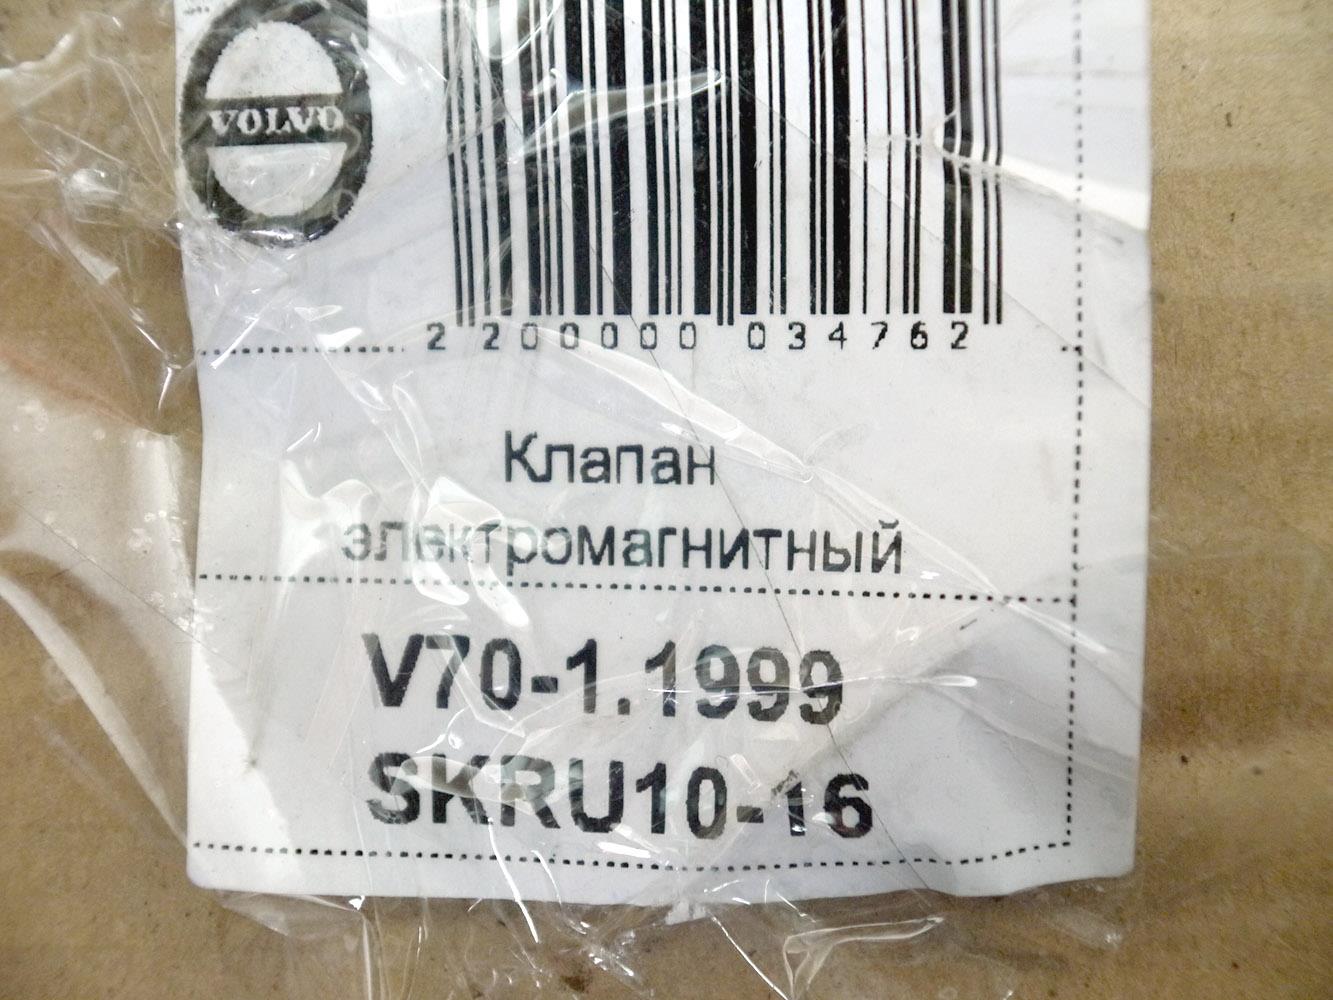 VOLVO
2 200000 034762
Клапан
электромагнитный
V70-1.1999
SKRU10-16